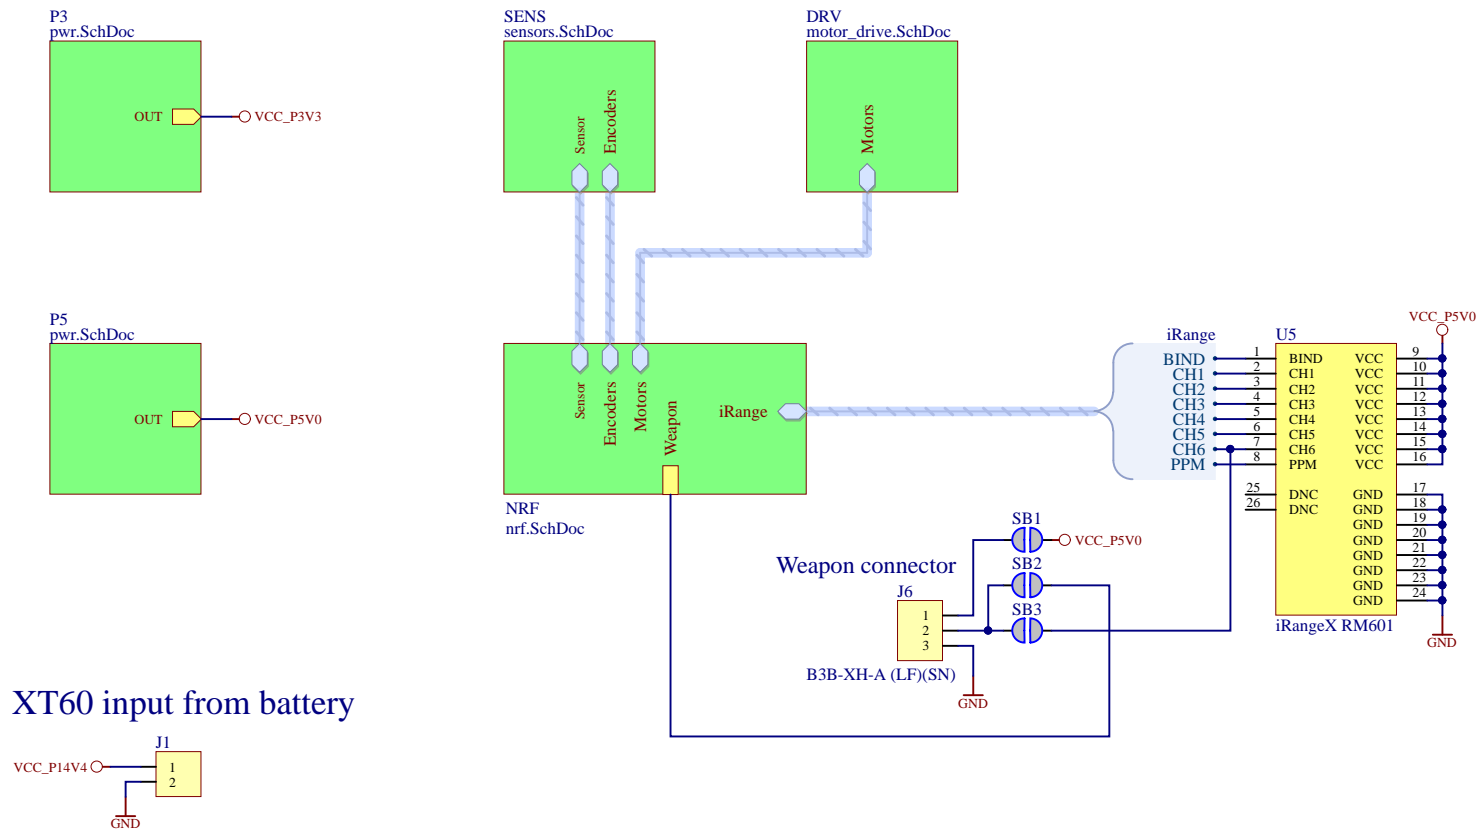 P3
pwr.SchDoc
OUT
VCC_P3V3
SENS
sensors.SchDoc
Sensor
Encoders
DRV
motor_drive.SchDoc
Motors
P5
pwr.SchDoc
OUT
VCC_P5V0
Sensor
Encoders
Motors
Weapon
iRange
NRF
nrf.SchDoc
iRange
BIND
CH1
CH2
CH3
CH4
CH5
CH6
PPM
1
2
3
4
5
6
7
8
25
26
U5
BIND
CH1
CH2
CH3
CH4
CH5
CH6
PPM
DNC
DNC
VCC
VCC
VCC
VCC
VCC
VCC
VCC
VCC
GND
GND
GND
GND
GND
GND
GND
GND
9
10
11
12
13
14
15
16
17
18
19
20
21
22
23
24
VCC_P5V0
GND
iRangeX RM601
SB1
VCC_P5V0
SB2
SB3
Weapon connector
J6
1
2
3
B3B-XH-A (LF)(SN)
GND
XT60 input from battery
J1
VCC_P14V4
1
2
GND